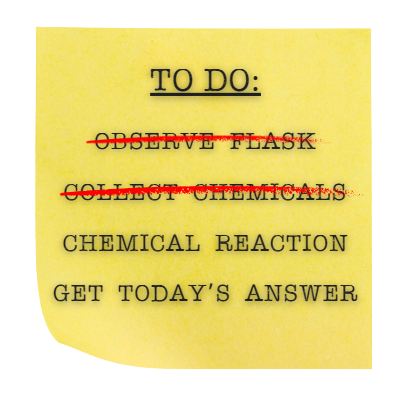 TO DO:
OBSERVE FLASK
COLLECT CHEMICALS
CHEMICAL REACTION
GET TODAY'S ANSWER